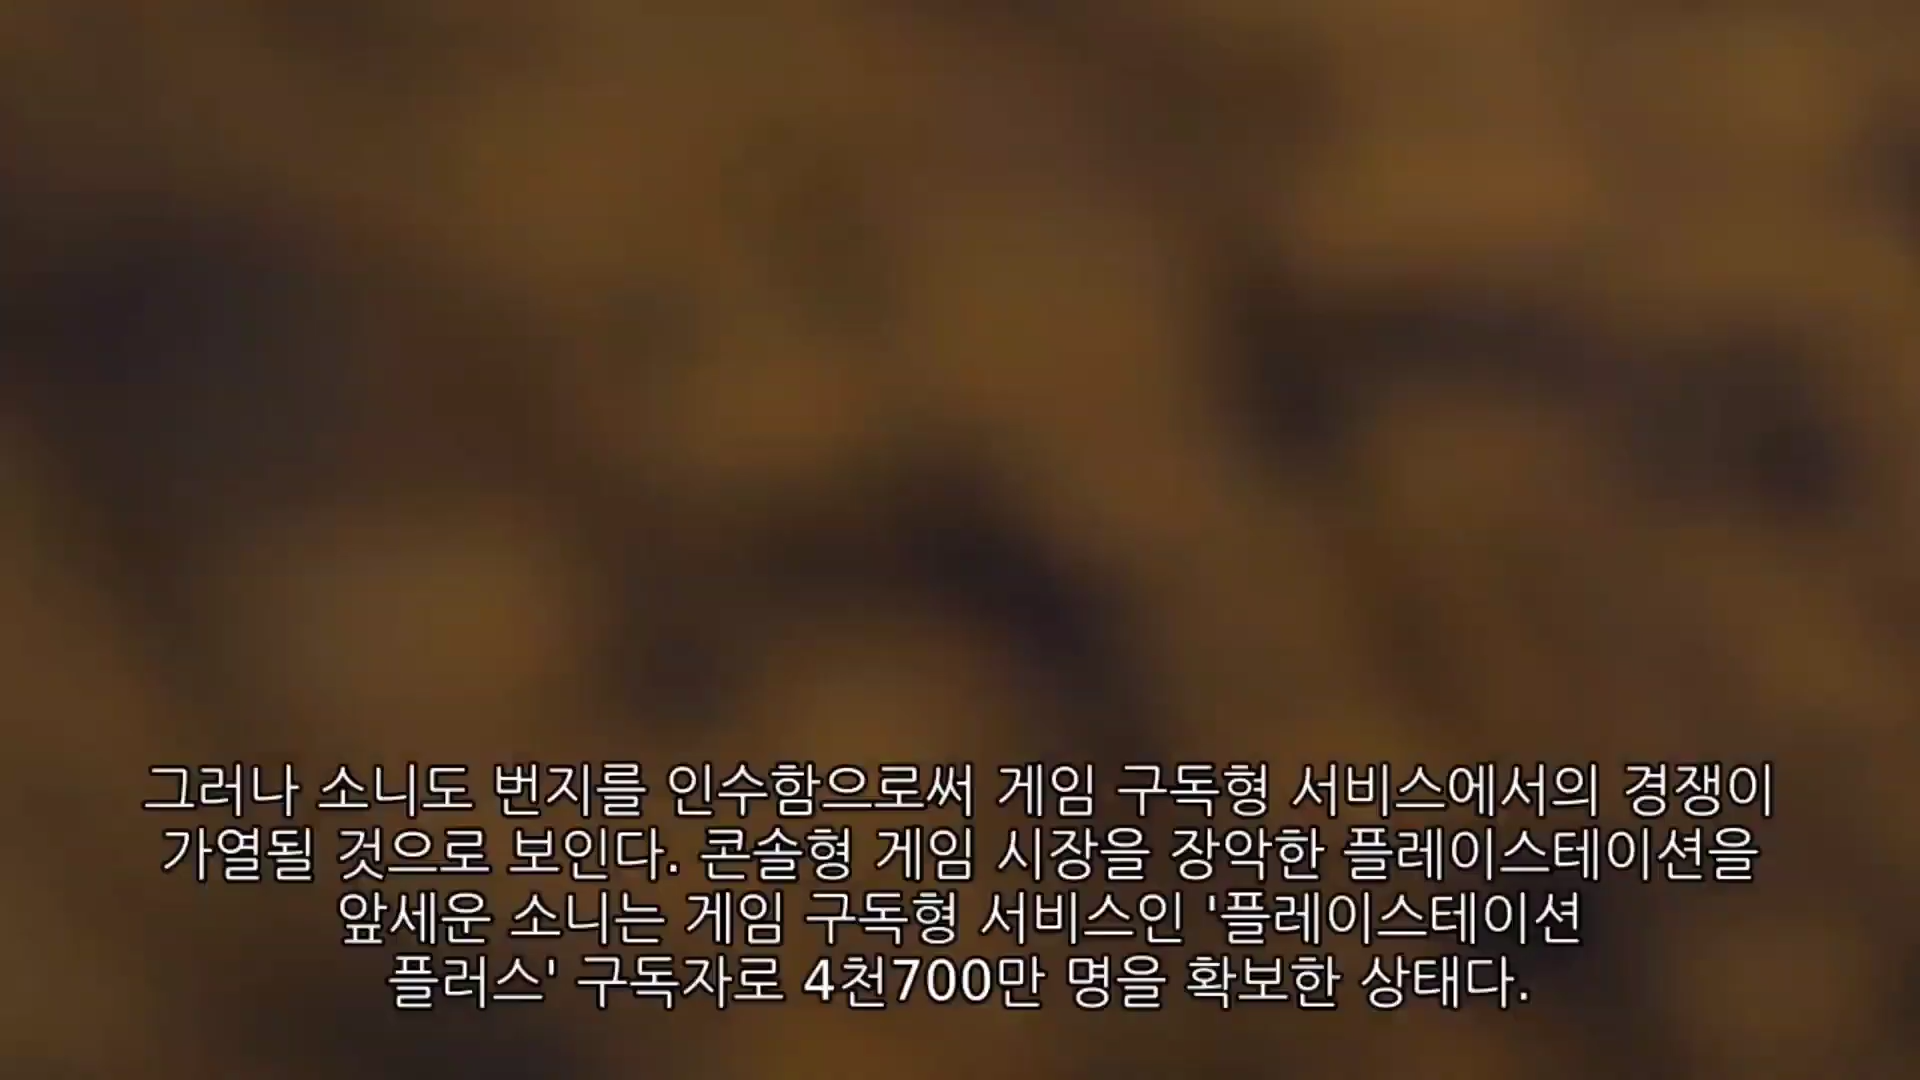 그러나 소니도 번지를 인수함으로써 게임 구독형 서비스에서의 경쟁이
가열될 것으로 보인다. 콘솔형 게임 시장을 장악한 플레이스테이션을
앞세운 소니는 게임 구독형 서비스인 '플레이스테이션
플러스' 구독자로 4천700만 명을 확보한 상태다.